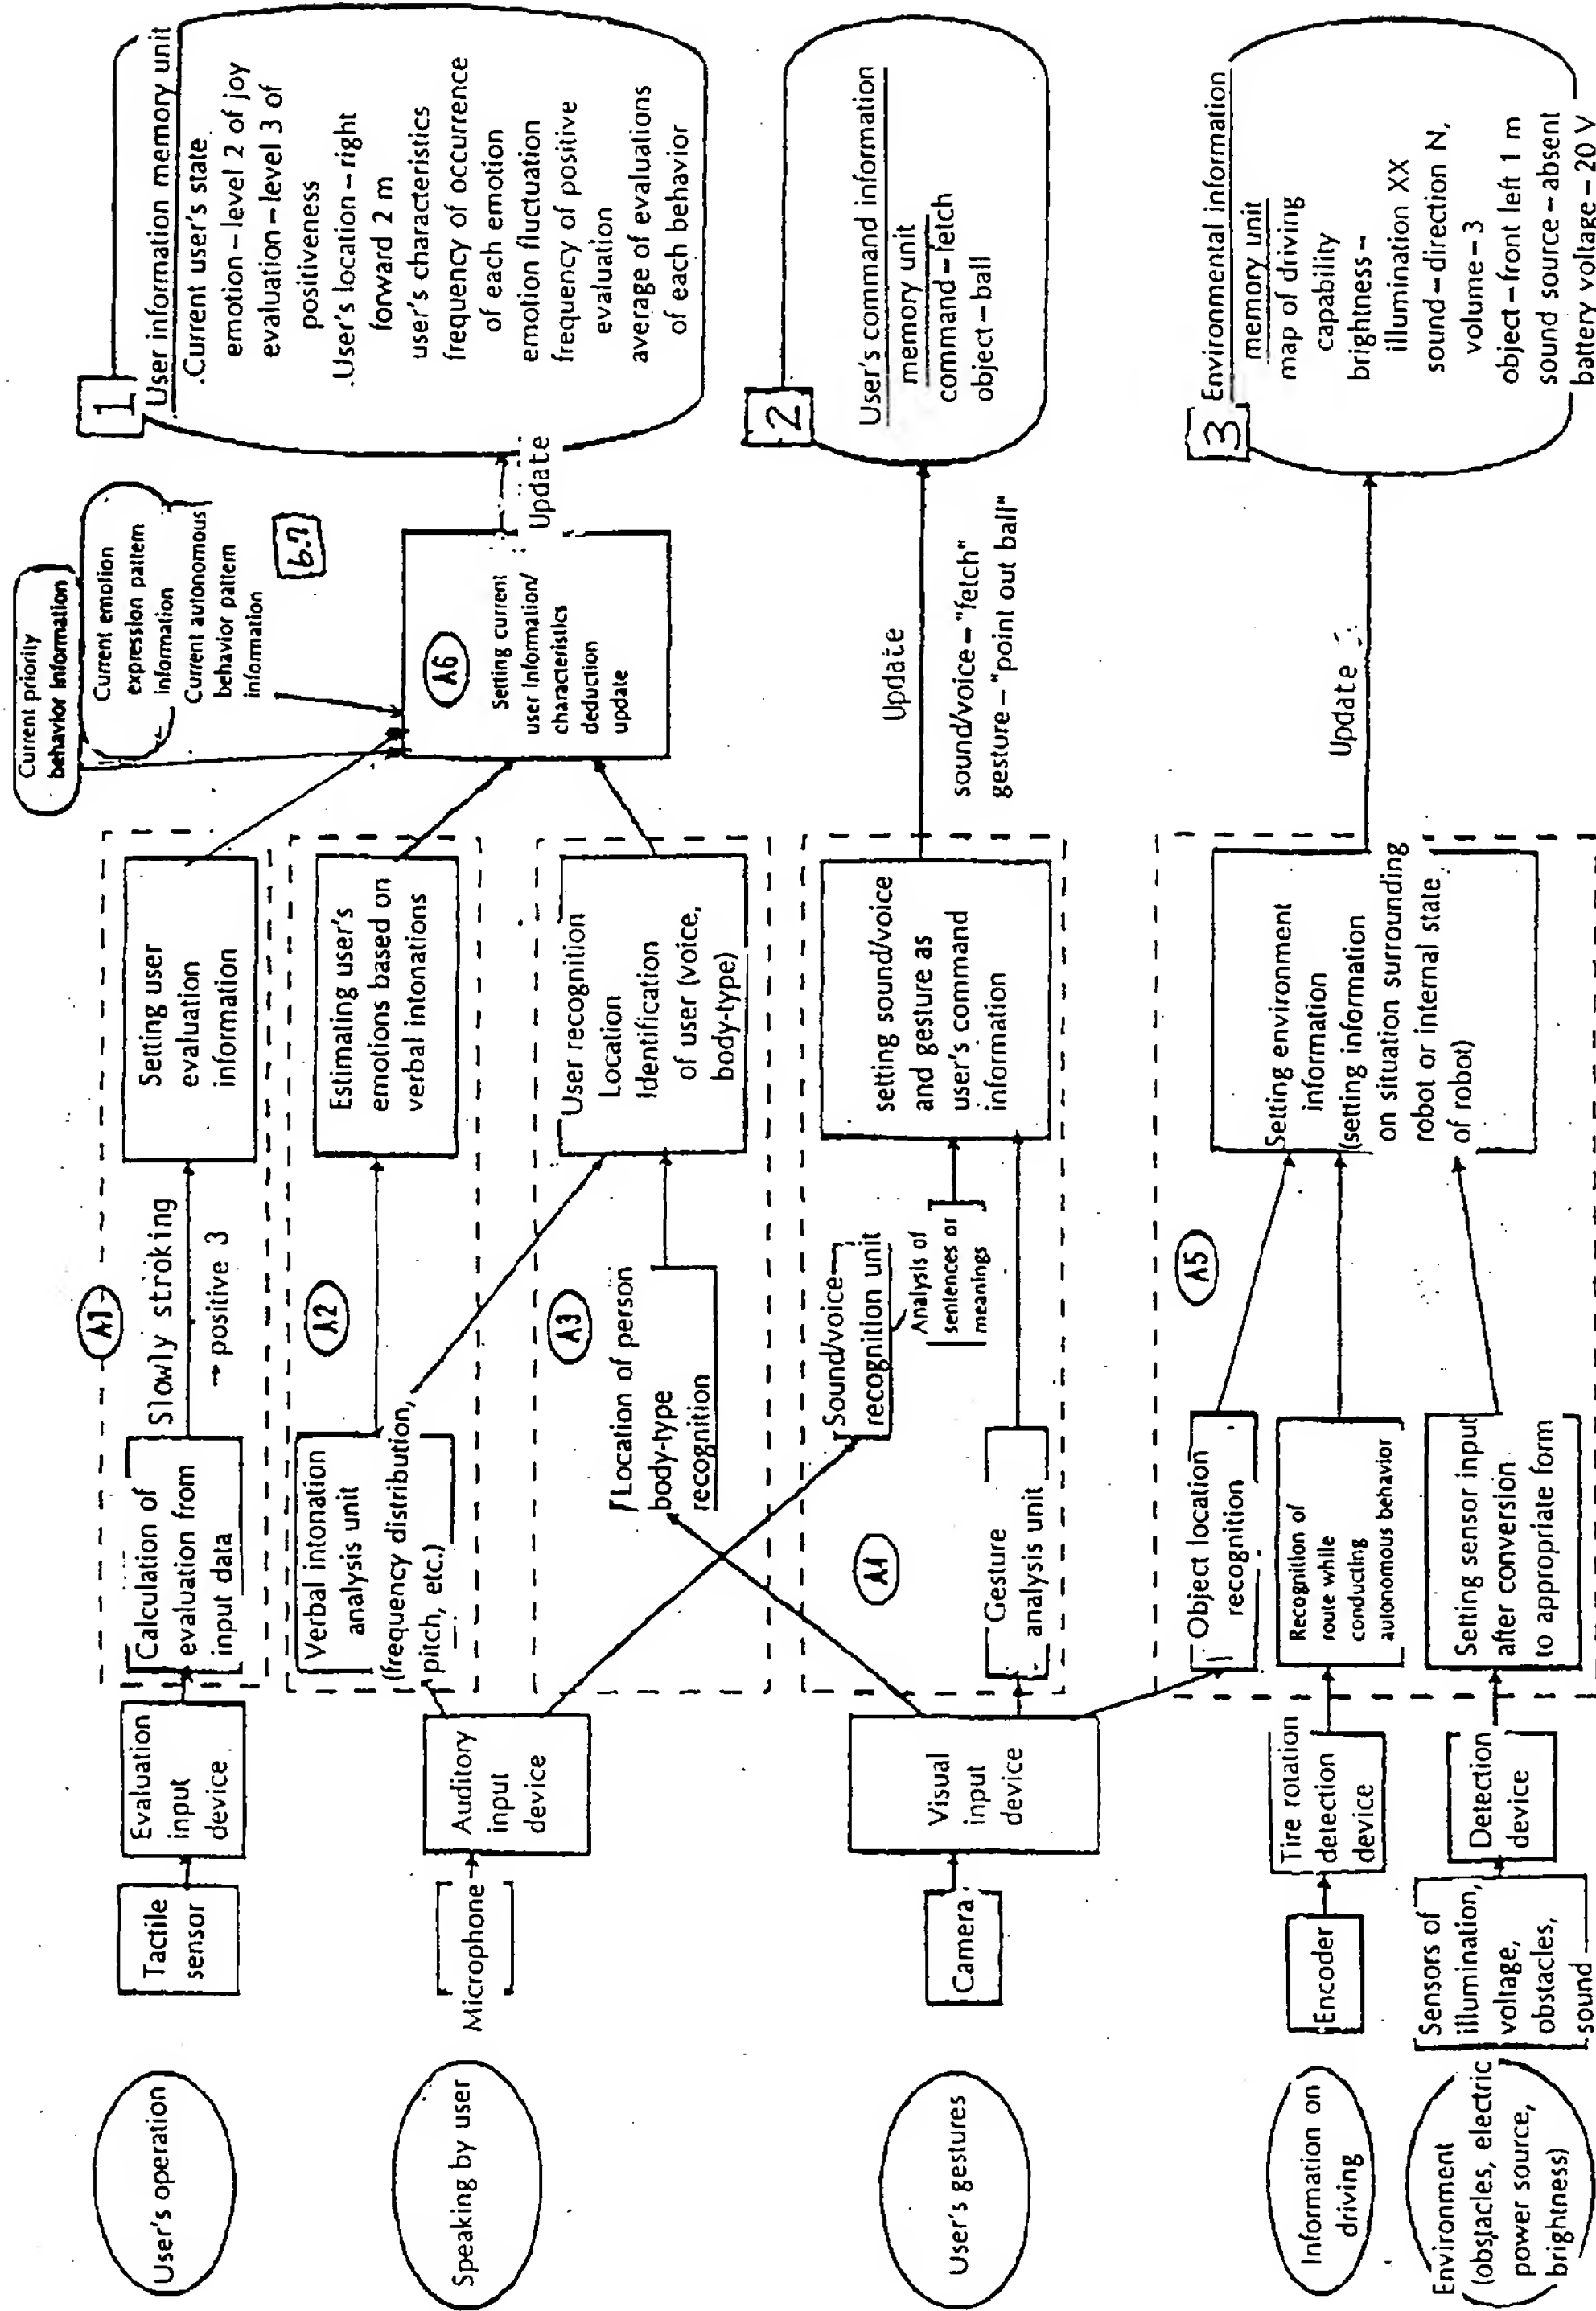 User's operation
Tactile
sensor
Evaluation
input
device
A1
Calculation of
evaluation from
input data
Slowly stroking
→ positive 3
Setting user
evaluation
information
Speaking by user
Microphone
Auditory
input
device
A2
Verbal intonation
analysis unit
(frequency distribution,
pitch, etc.)
Estimating user's
emotions based on
verbal intonations
A3
Location of person
body-type
recognition
User recognition
Location
Identification
of user (voice,
body-type)
Current priority
behavior information
Current emotion
expression pattern
information
Current autonomous
behavior pattern
information
6.7
A6
Setting current
user information/
characteristics
deduction
update
Update
1
User information memory unit
.Current user's state
emotion – level 2 of joy
evaluation – level 3 of
positiveness
.User's location – right
forward 2 m
user's characteristics
frequency of occurrence
of each emotion
emotion fluctuation
frequency of positive
evaluation
average of evaluations
of each behavior
User's gestures
Camera
Visual
input
device
A4
Sound/voice
recognition unit
Analysis of
sentences or
meanings
Gesture
analysis unit
setting sound/voice
and gesture as
user's command
information
Update
sound/voice – "fetch"
gesture – "point out ball"
2
User's command information
memory unit
command – fetch
object – ball
Information on
driving
Encoder
Tire rotation
detection
device
Environment
(obstacles, electric
power source,
brightness)
Sensors of
illumination,
voltage,
obstacles,
sound
Detection
device
A5
Object location
recognition
Recognition of
route while
conducting
autonomous behavior
Setting sensor input
after conversion
to appropriate form
Setting environment
information
(setting information
on situation surrounding
robot or internal state
of robot)
Update
3
Environmental information
memory unit
map of driving
capability
brightness –
illumination XX
sound – direction N,
volume – 3
object – front left 1 m
sound source – absent
battery voltage – 20 V